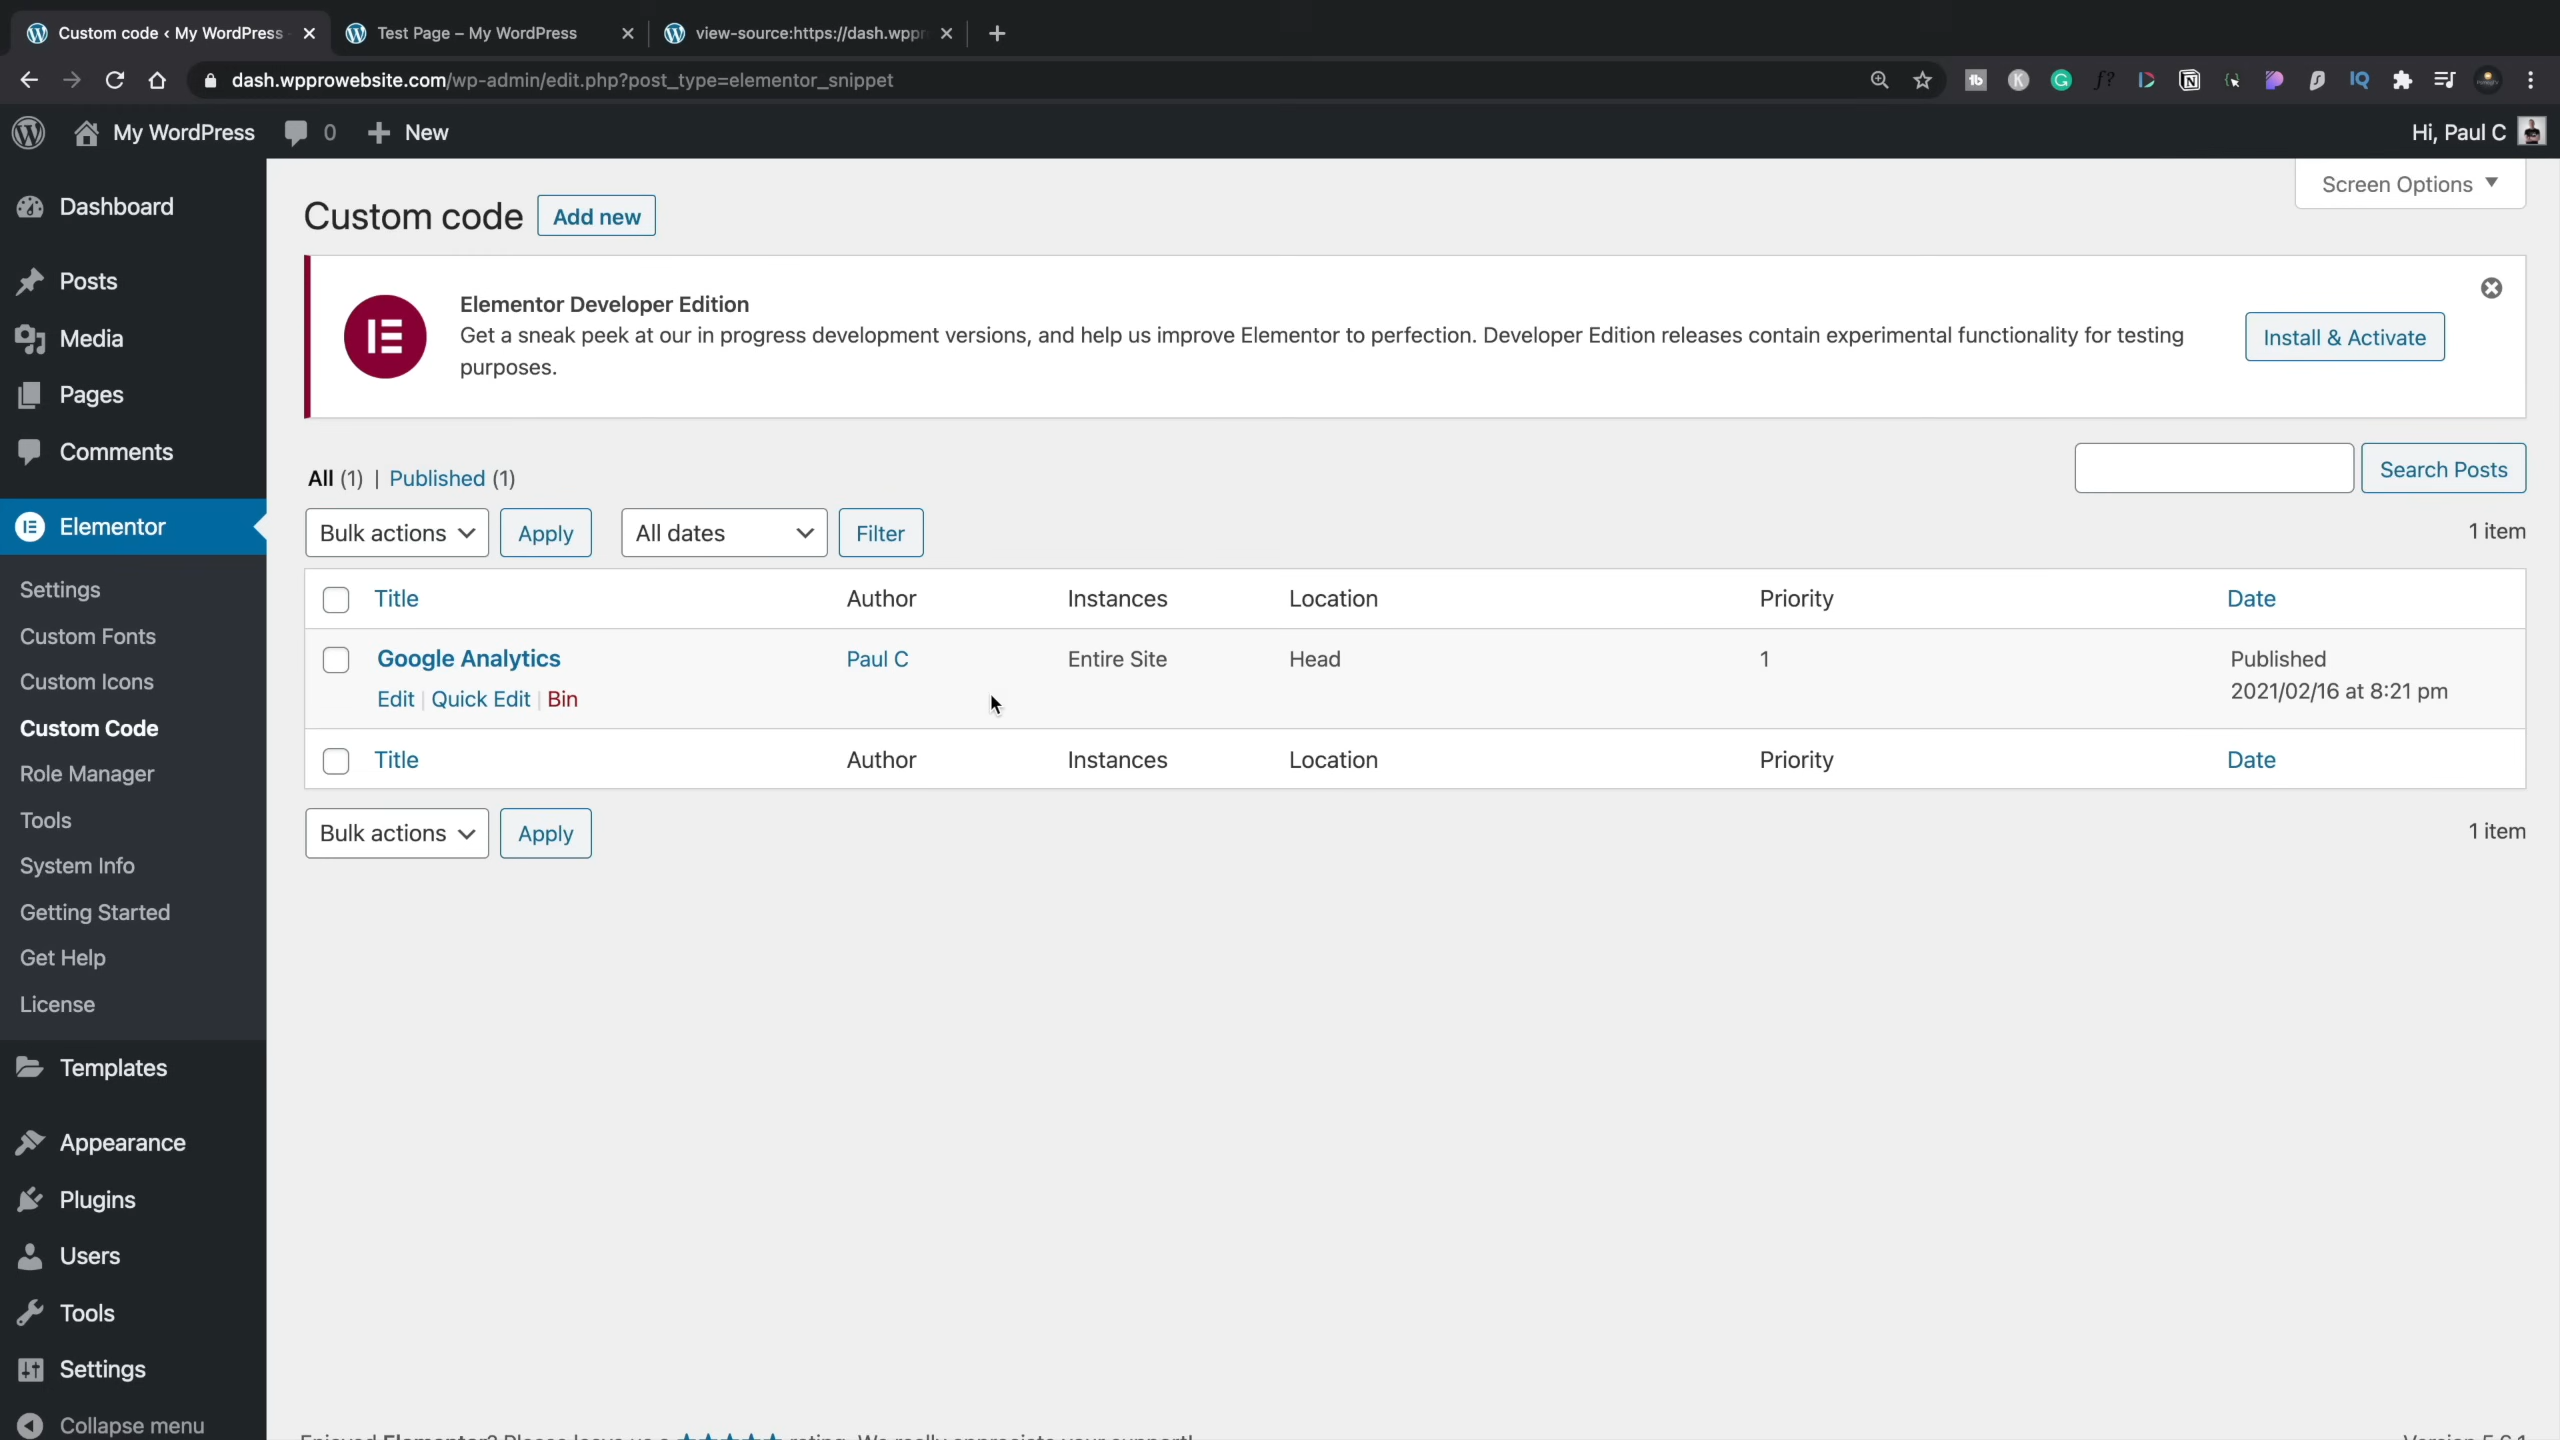 Custom code ‹ My WordPress
Test Page – My WordPress
view-source:https://dash.wppr
dash.wpprowebsite.com/wp-admin/edit.php?post_type=elementor_snippet
My WordPress
0
New
Hi, Paul C
Screen Options
Dashboard
Posts
Media
Pages
Comments
Elementor
Settings
Custom Fonts
Custom Icons
Custom Code
Role Manager
Tools
System Info
Getting Started
Get Help
License
Templates
Appearance
Plugins
Users
Tools
Settings
Collapse menu
Custom code
Add new
Elementor Developer Edition
Get a sneak peek at our in progress development versions, and help us improve Elementor to perfection. Developer Edition releases contain experimental functionality for testing
purposes.
Install & Activate
All (1) | Published (1)
Search Posts
Bulk actions
Apply
All dates
Filter
1 item
Title Author Instances Location Priority Date
Google Analytics Paul C Entire Site Head 1 Published
Edit | Quick Edit | Bin 2021/02/16 at 8:21 pm
Title Author Instances Location Priority Date
Bulk actions
Apply
1 item